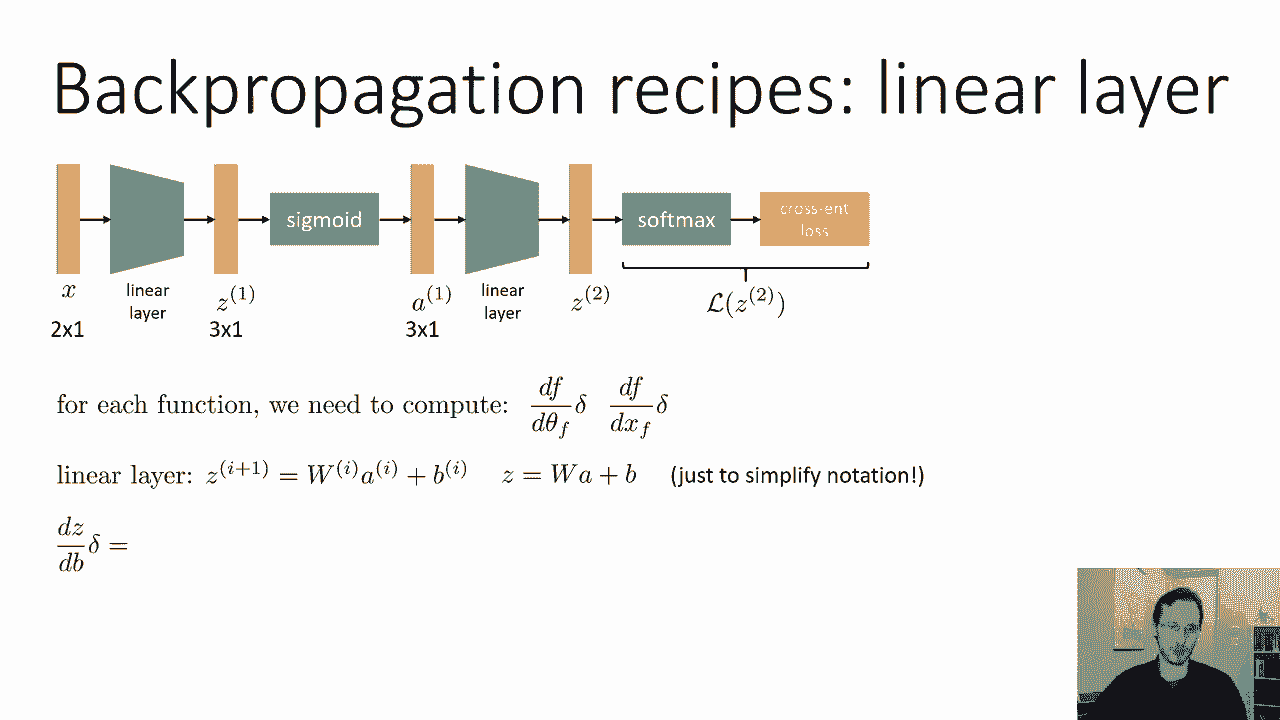 Backpropagation recipes: linear layer
sigmoid
softmax
cross-ent
loss
x
linear
layer
z^{(1)}
a^{(1)}
linear
layer
z^{(2)}
\mathcal{L}(z^{(2)})
2x1
3x1
3x1
for each function, we need to compute: \frac{df}{d\theta_f}\delta \frac{df}{dx_f}\delta
linear layer: z^{(i+1)} = W^{(i)}a^{(i)} + b^{(i)} z = Wa + b (just to simplify notation!)
\frac{dz}{db}\delta =